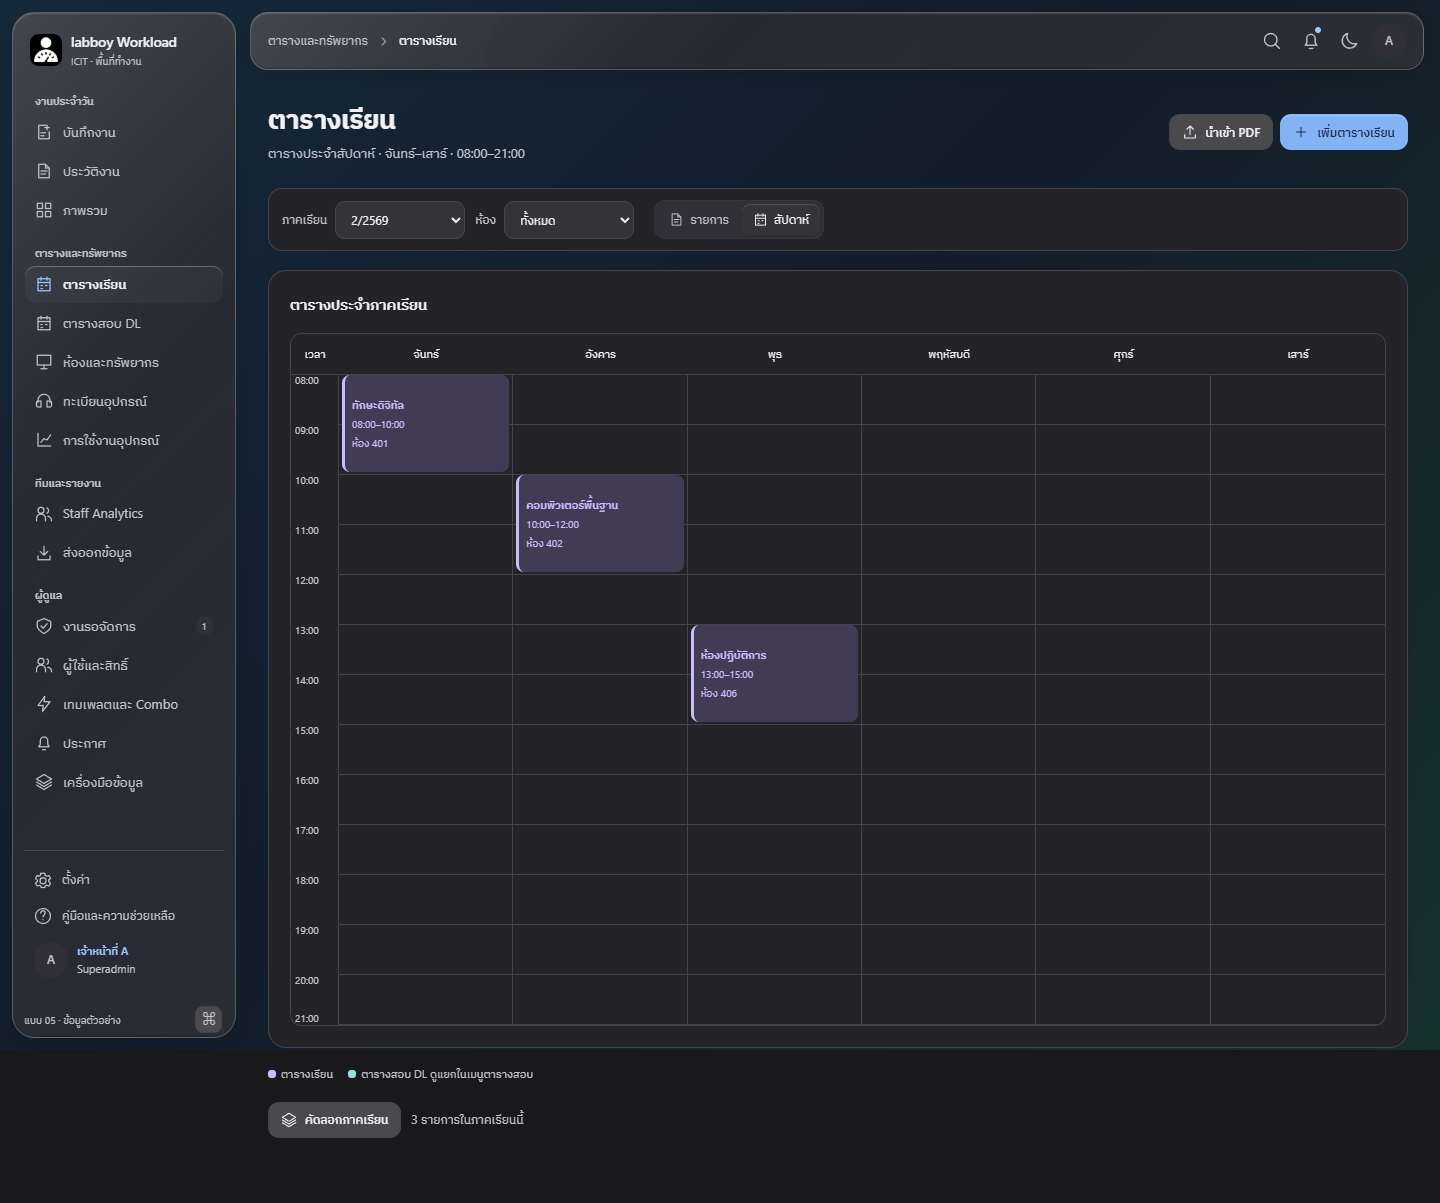 labboy Workload
ICIT · พื้นที่ทำงาน
งานประจำวัน
บันทึกงาน
ประวัติงาน
ภาพรวม
ตารางและทรัพยากร
ตารางเรียน
ตารางสอบ DL
ห้องและทรัพยากร
ทะเบียนอุปกรณ์
การใช้งานอุปกรณ์
ทีมและรายงาน
Staff Analytics
ส่งออกข้อมูล
ผู้ดูแล
งานรอจัดการ 1
ผู้ใช้และสิทธิ์
เทมเพลตและ Combo
ประกาศ
เครื่องมือข้อมูล
ตั้งค่า
คู่มือและความช่วยเหลือ
A
เจ้าหน้าที่ A
Superadmin
แบบ 05 · ข้อมูลตัวอย่าง
ตารางและทรัพยากร > ตารางเรียน
A
ตารางเรียน
ตารางประจำสัปดาห์ · จันทร์–เสาร์ · 08:00–21:00
นำเข้า PDF
เพิ่มตารางเรียน
ภาคเรียน 2/2569 ห้อง ทั้งหมด รายการ สัปดาห์
ตารางประจำภาคเรียน
เวลา จันทร์ อังคาร พุธ พฤหัสบดี ศุกร์ เสาร์
08:00
ทักษะดิจิทัล
08:00–10:00
ห้อง 401
09:00
10:00
คอมพิวเตอร์พื้นฐาน
10:00–12:00
ห้อง 402
11:00
12:00
13:00
ห้องปฏิบัติการ
13:00–15:00
ห้อง 406
14:00
15:00
16:00
17:00
18:00
19:00
20:00
21:00
ตารางเรียน ตารางสอบ DL ดูแยกในเมนูตารางสอบ
คัดลอกภาคเรียน 3 รายการในภาคเรียนนี้